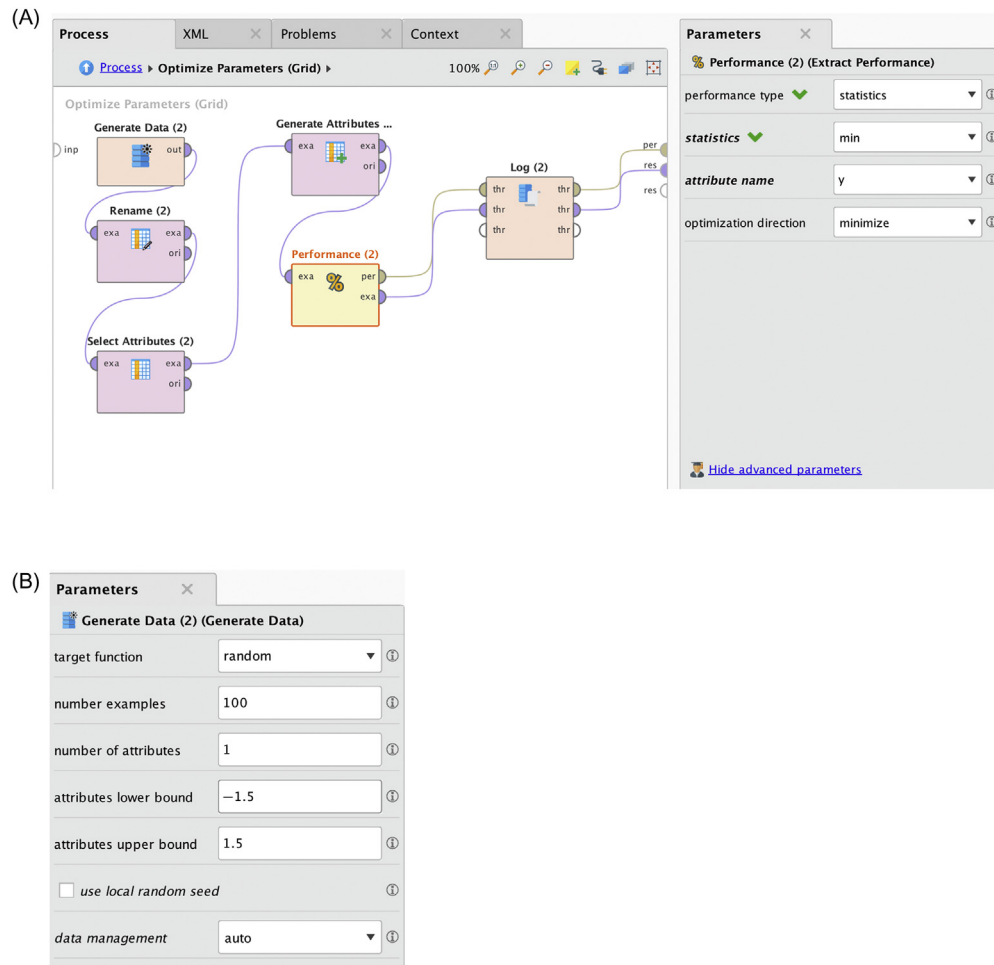 (A)
Process XML Problems Context
Process Optimize Parameters (Grid) 100%
Optimize Parameters (Grid)
inp
Generate Data (2)
out
Rename (2)
exa exa
ori
Select Attributes (2)
exa exa
ori
Generate Attributes ...
exa exa
ori
Performance (2)
exa per
% exa
Log (2)
thr thr
thr thr
thr thr
per
res
res
Parameters
% Performance (2) (Extract Performance)
performance type statistics
statistics min
attribute name y
optimization direction minimize
Hide advanced parameters
(B)
Parameters
Generate Data (2) (Generate Data)
target function random
number examples 100
number of attributes 1
attributes lower bound −1.5
attributes upper bound 1.5
use local random seed
data management auto